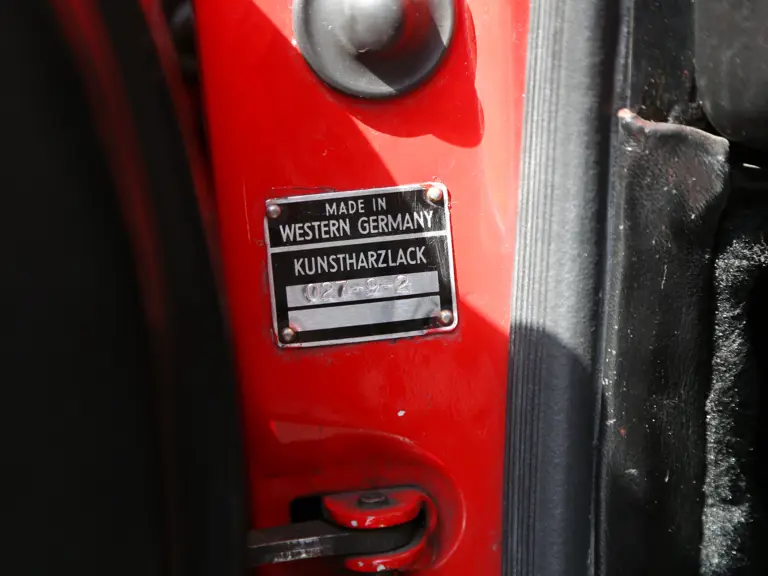 MADE IN
WESTERN GERMANY
KUNSTHARZLACK
027-9-2